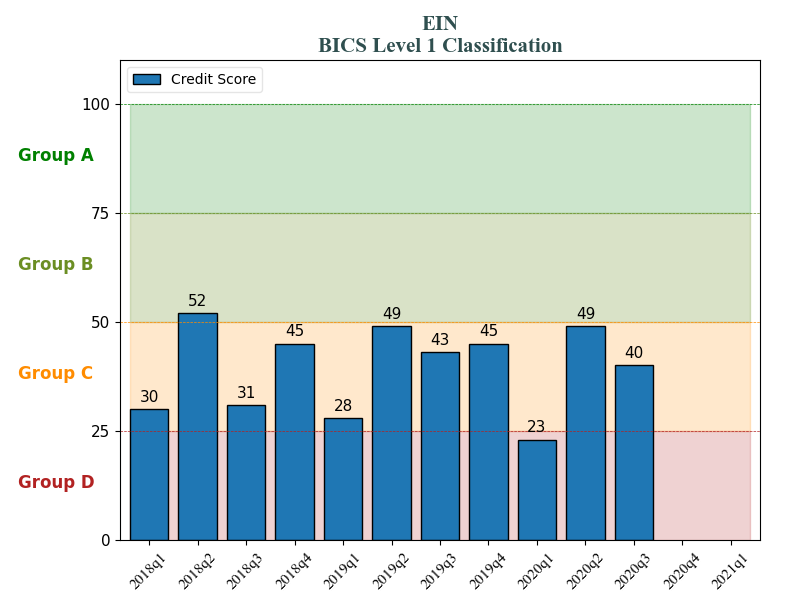 EIN
BICS Level 1 Classification
Credit Score
100
Group A
75
Group B
52
50
49
49
45
45
43
40
Group C
31
30
28
25
23
Group D
0
2018q1
2018q2
2018q3
2018q4
2019q1
2019q2
2019q3
2019q4
2020q1
2020q2
2020q3
2020q4
2021q1